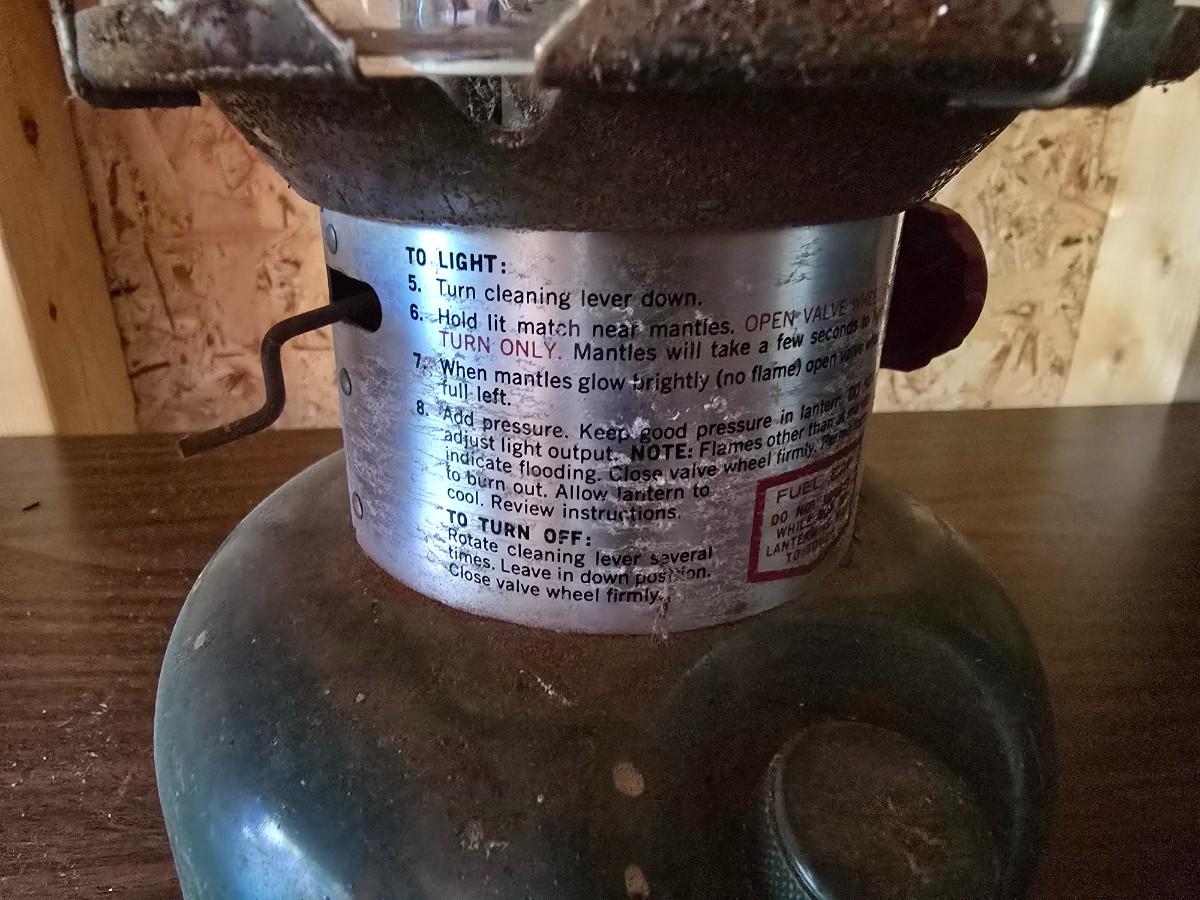 TO LIGHT:
5. Turn cleaning lever down.
6. Hold lit match near mantles. OPEN VALVE
TURN ONLY. Mantles will take a few seconds to
7. When mantles glow brightly (no flame) open valve
full left.
8. Add pressure. Keep good pressure in lantern. DO
adjust light output. NOTE: Flames other than
indicate flooding. Close valve wheel firmly.
to burn out. Allow lantern to
cool. Review instructions.
TO TURN OFF:
Rotate cleaning lever several
times. Leave in down position.
Close valve wheel firmly.
FUEL
DO
WHILE
LANTERN
TO